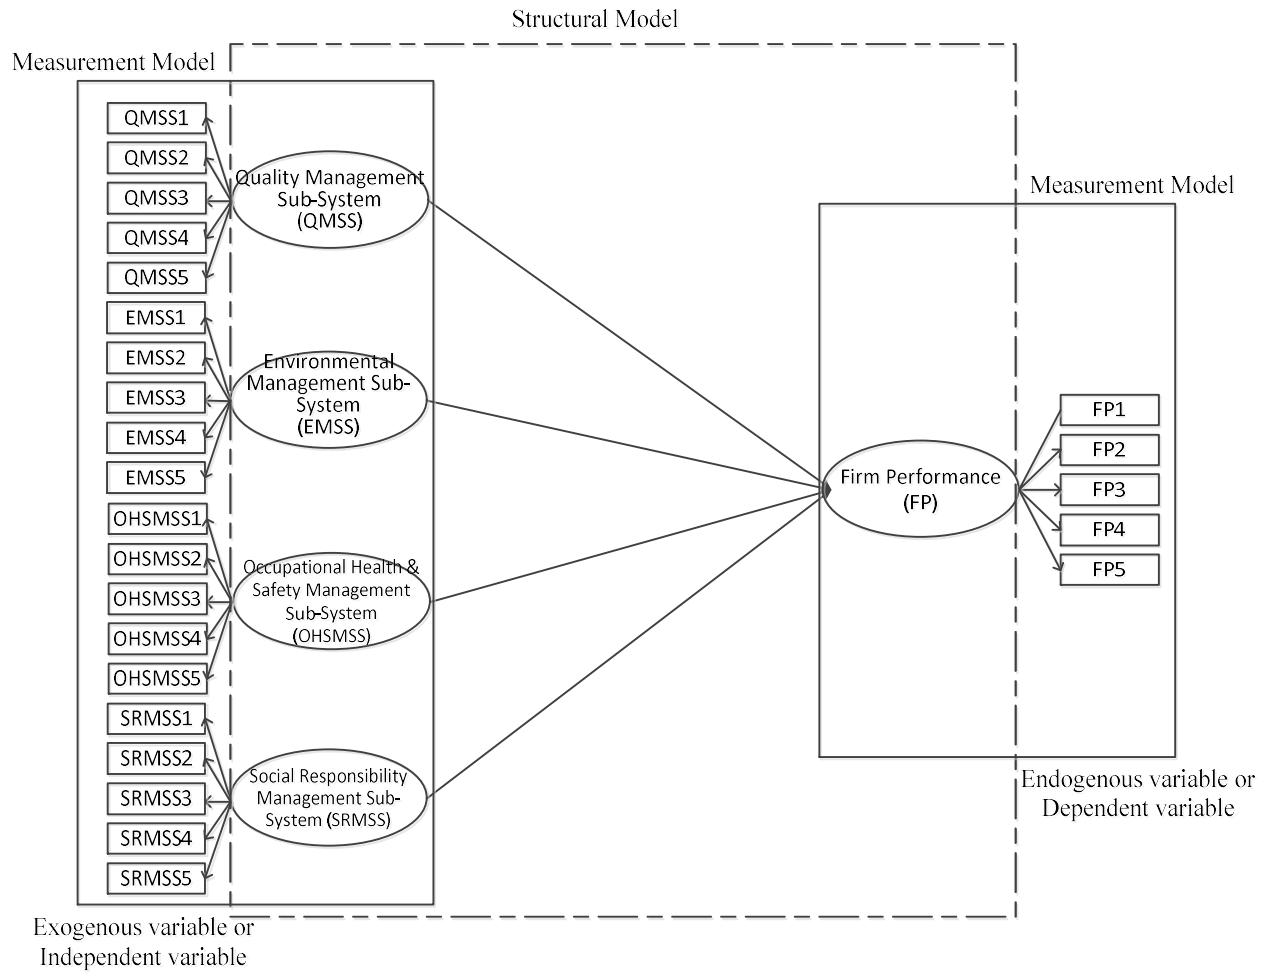 Structural Model
Measurement Model
QMSS1
QMSS2
QMSS3
QMSS4
QMSS5
Quality Management
Sub-System
(QMSS)
EMSS1
EMSS2
EMSS3
EMSS4
EMSS5
Environmental
Management Sub-
System
(EMSS)
OHSMSS1
OHSMSS2
OHSMSS3
OHSMSS4
OHSMSS5
Occupational Health &
Safety Management
Sub-System
(OHSMSS)
SRMSS1
SRMSS2
SRMSS3
SRMSS4
SRMSS5
Social Responsibility
Management Sub-
System (SRMSS)
Exogenous variable or
Independent variable
Measurement Model
Firm Performance
(FP)
FP1
FP2
FP3
FP4
FP5
Endogenous variable or
Dependent variable